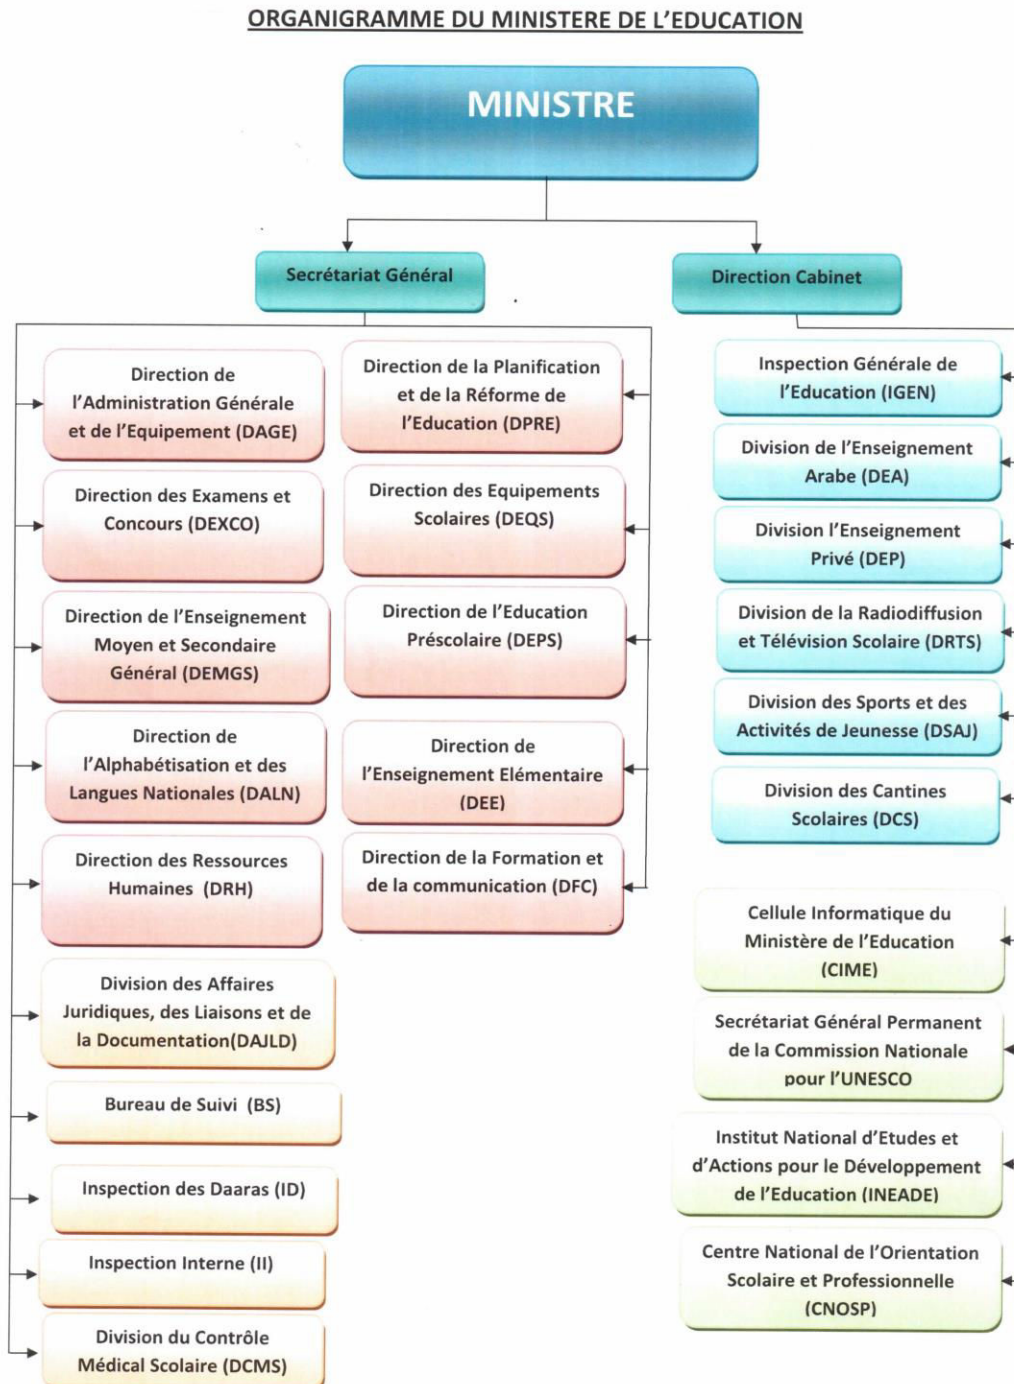 ORGANIGRAMME DU MINISTERE DE L'EDUCATION
MINISTRE
Secrétariat Général
Direction Cabinet
Direction de
l'Administration Générale
et de l'Equipement (DAGE)
Direction des Examens et
Concours (DEXCO)
Direction de l'Enseignement
Moyen et Secondaire
Général (DEMGS)
Direction de
l'Alphabétisation et des
Langues Nationales (DALN)
Direction des Ressources
Humaines (DRH)
Division des Affaires
Juridiques, des Liaisons et de
la Documentation(DAJLD)
Bureau de Suivi (BS)
Inspection des Daaras (ID)
Inspection Interne (II)
Division du Contrôle
Médical Scolaire (DCMS)
Direction de la Planification
et de la Réforme de
l'Education (DPRE)
Direction des Equipements
Scolaires (DEQS)
Direction de l'Education
Préscolaire (DEPS)
Direction de
l'Enseignement Elémentaire
(DEE)
Direction de la Formation et
de la communication (DFC)
Inspection Générale de
l'Education (IGEN)
Division de l'Enseignement
Arabe (DEA)
Division l'Enseignement
Privé (DEP)
Division de la Radiodiffusion
et Télévision Scolaire (DRTS)
Division des Sports et des
Activités de Jeunesse (DSAJ)
Division des Cantines
Scolaires (DCS)
Cellule Informatique du
Ministère de l'Education
(CIME)
Secrétariat Général Permanent
de la Commission Nationale
pour l'UNESCO
Institut National d'Etudes et
d'Actions pour le Développement
de l'Education (INEADE)
Centre National de l'Orientation
Scolaire et Professionnelle
(CNOSP)